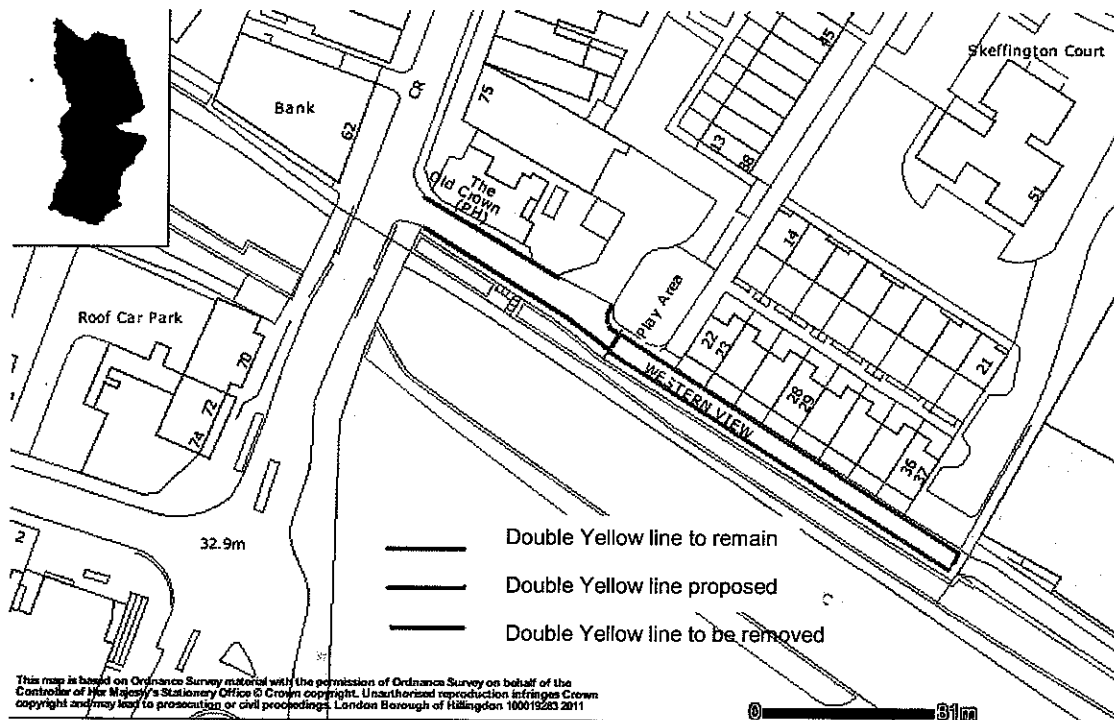 Skeffington Court
45
Bank
62
CR
75
13
38
51
The
Old Crown
(PH)
14
Play Area
Roof Car Park
70
72
74
22
23
WESTERN VIEW
28
29
21
36
37
2
32.9m
Double Yellow line to remain
Double Yellow line proposed
Double Yellow line to be removed
C
This map is based on Ordnance Survey material with the permission of Ordnance Survey on behalf of the
Controller of Her Majesty's Stationery Office © Crown copyright. Unauthorised reproduction infringes Crown
copyright and may lead to prosecution or civil proceedings. London Borough of Hillingdon 100019283 2011
0 81m